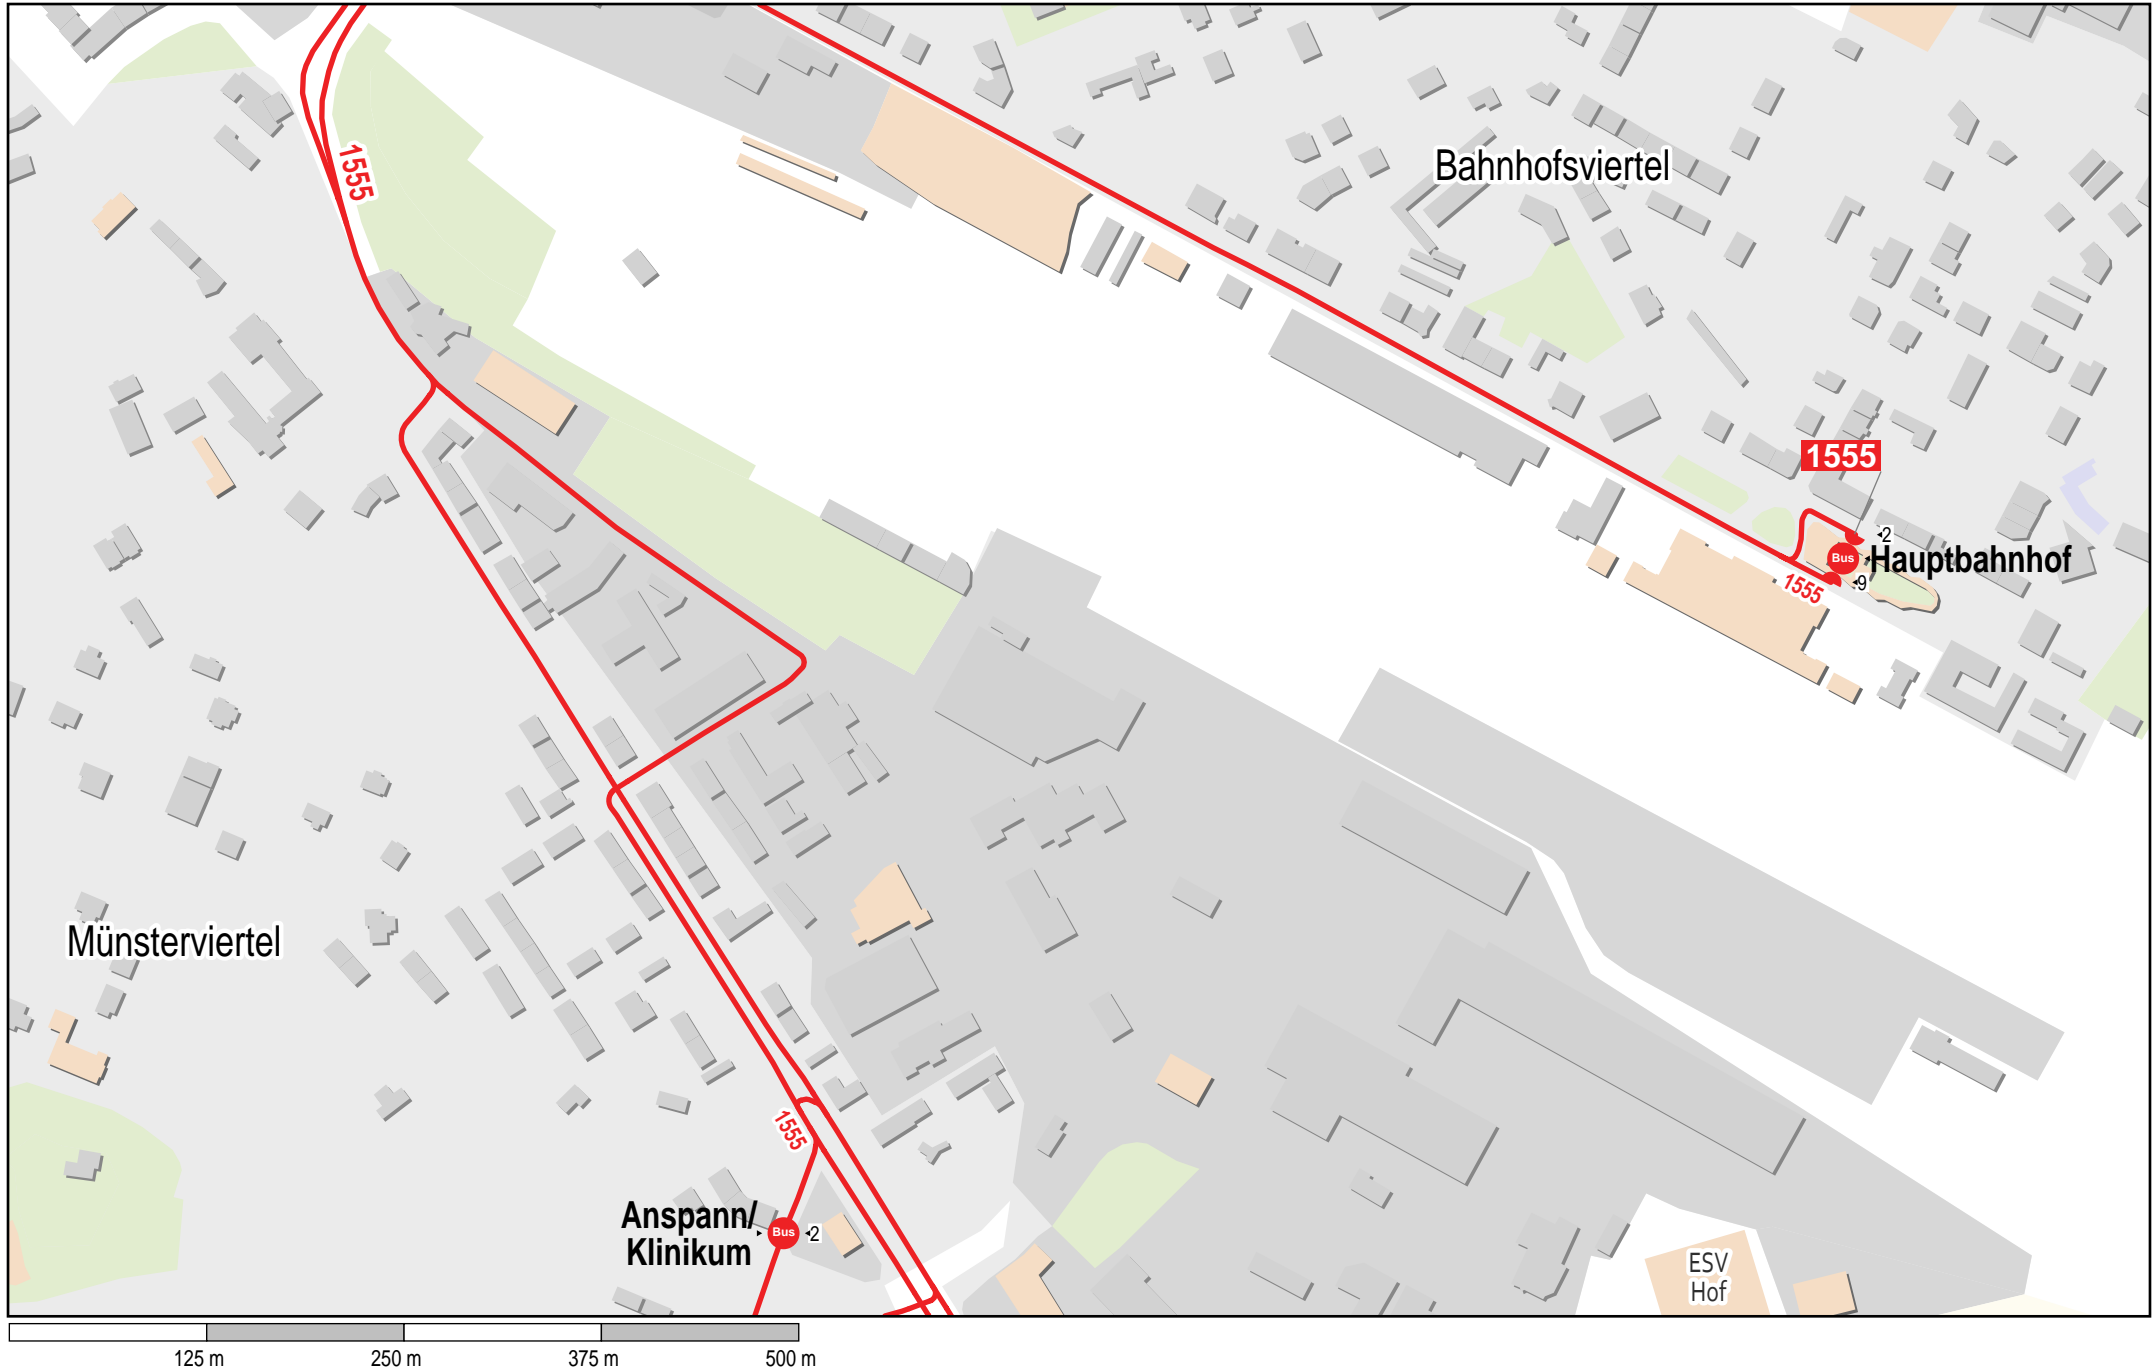 1555
Bahnhofsviertel
1555
2
Bus
Hauptbahnhof
9
1555
Münsterviertel
1555
Anspann/
Klinikum
Bus
2
ESV
Hof
125 m
250 m
375 m
500 m